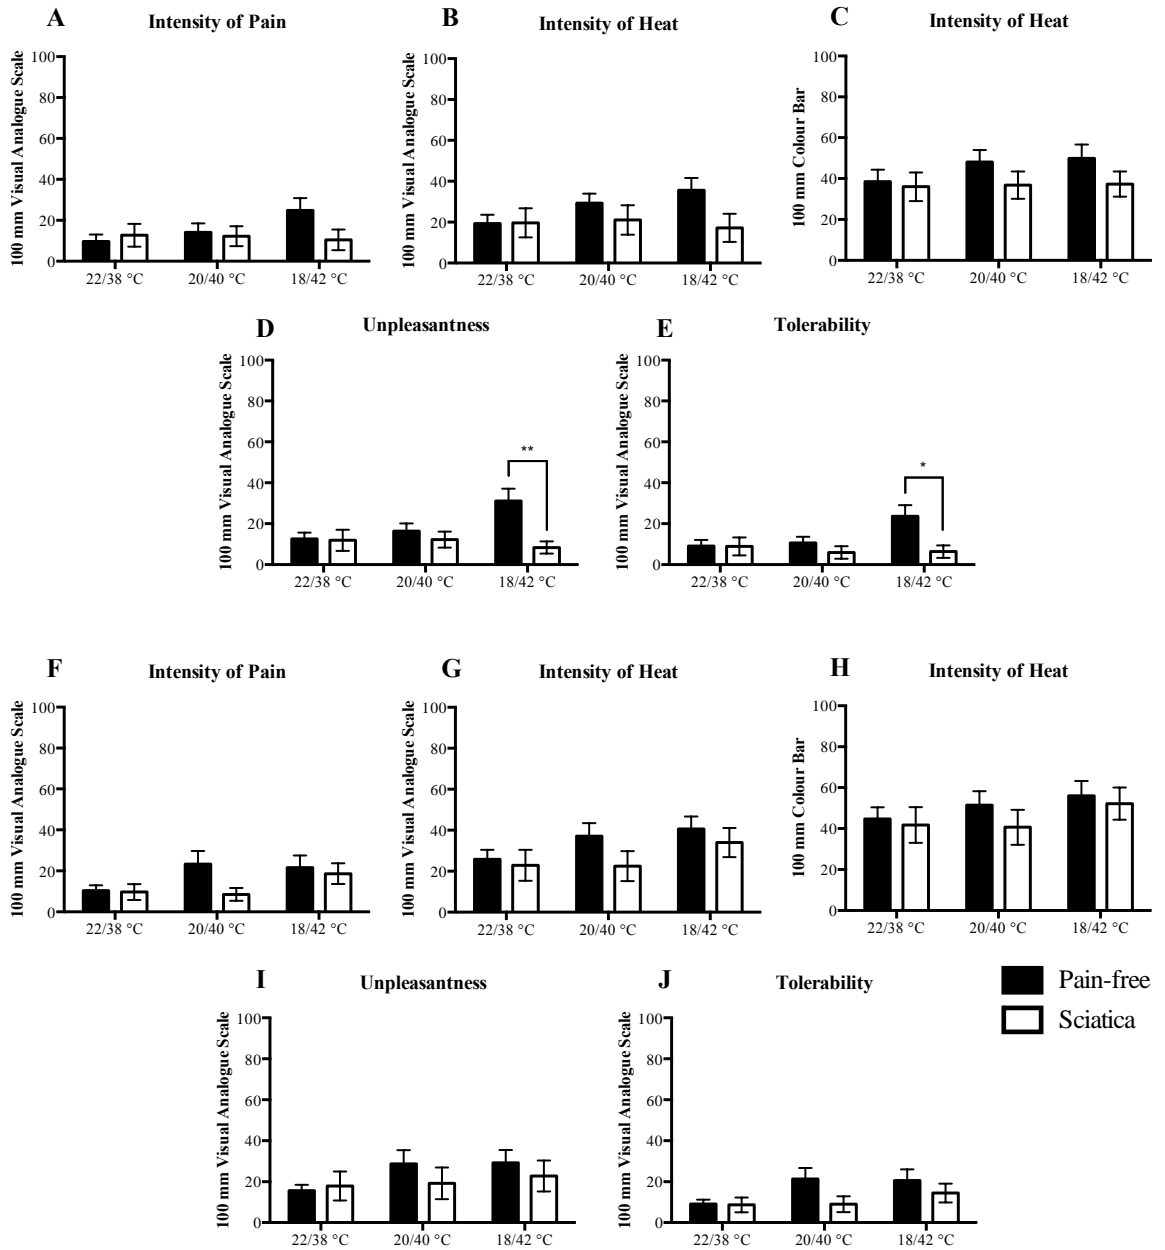 A Intensity of Pain
100 mm Visual Analogue Scale
100
80
60
40
20
0
22/38 °C 20/40 °C 18/42 °C
B Intensity of Heat
100 mm Visual Analogue Scale
100
80
60
40
20
0
22/38 °C 20/40 °C 18/42 °C
C Intensity of Heat
100 mm Colour Bar
100
80
60
40
20
0
22/38 °C 20/40 °C 18/42 °C
D Unpleasantness
100 mm Visual Analogue Scale
100
80
60
40
20
0
**
22/38 °C 20/40 °C 18/42 °C
E Tolerability
100 mm Visual Analogue Scale
100
80
60
40
20
0
*
22/38 °C 20/40 °C 18/42 °C
F Intensity of Pain
100 mm Visual Analogue Scale
100
80
60
40
20
0
22/38 °C 20/40 °C 18/42 °C
G Intensity of Heat
100 mm Visual Analogue Scale
100
80
60
40
20
0
22/38 °C 20/40 °C 18/42 °C
H Intensity of Heat
100 mm Colour Bar
100
80
60
40
20
0
22/38 °C 20/40 °C 18/42 °C
I Unpleasantness
100 mm Visual Analogue Scale
100
80
60
40
20
0
22/38 °C 20/40 °C 18/42 °C
J Tolerability
100 mm Visual Analogue Scale
100
80
60
40
20
0
22/38 °C 20/40 °C 18/42 °C
Pain-free
Sciatica